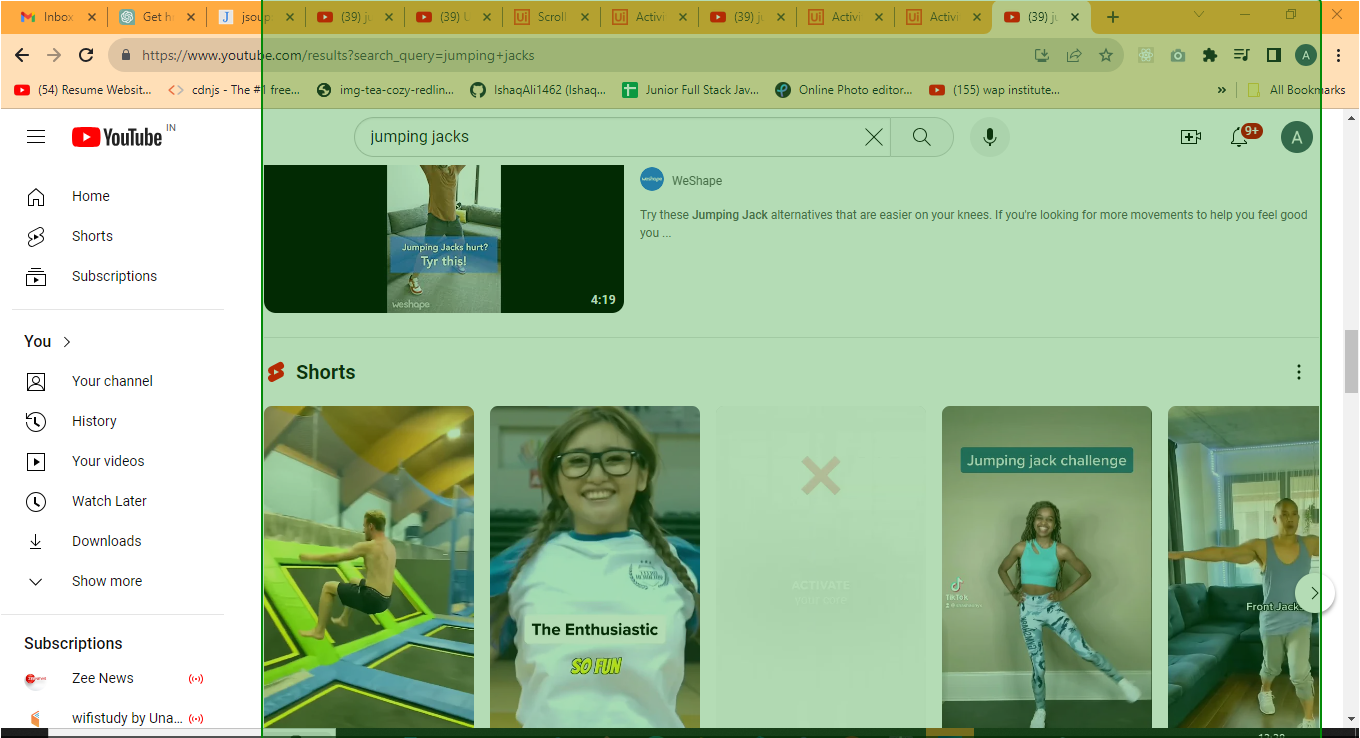 Inbox
Get h
jsoup
(39) ju
(39) U
Scroll
Activi
(39) ju
Activi
Activi
(39) ju
https://www.youtube.com/results?search_query=jumping+jacks
A
(54) Resume Websit...
cdnjs - The #1 free...
img-tea-cozy-redlin...
IshaqAli1462 (Ishaq...
Junior Full Stack Jav...
Online Photo editor...
(155) wap institute...
»
All Bookmarks
YouTube IN
jumping jacks
9+
A
Home
Shorts
Subscriptions
You
Your channel
History
Your videos
Watch Later
Downloads
Show more
Subscriptions
Zee News
wifistudy by Una...
Jumping Jacks hurt?
Tyr this!
weshape
4:19
WeShape
Try these Jumping Jack alternatives that are easier on your knees. If you're looking for more movements to help you feel good
you ...
Shorts
The Enthusiastic
SO FUN
ACTIVATE
Jumping jack challenge
TikTok
Front Jacks